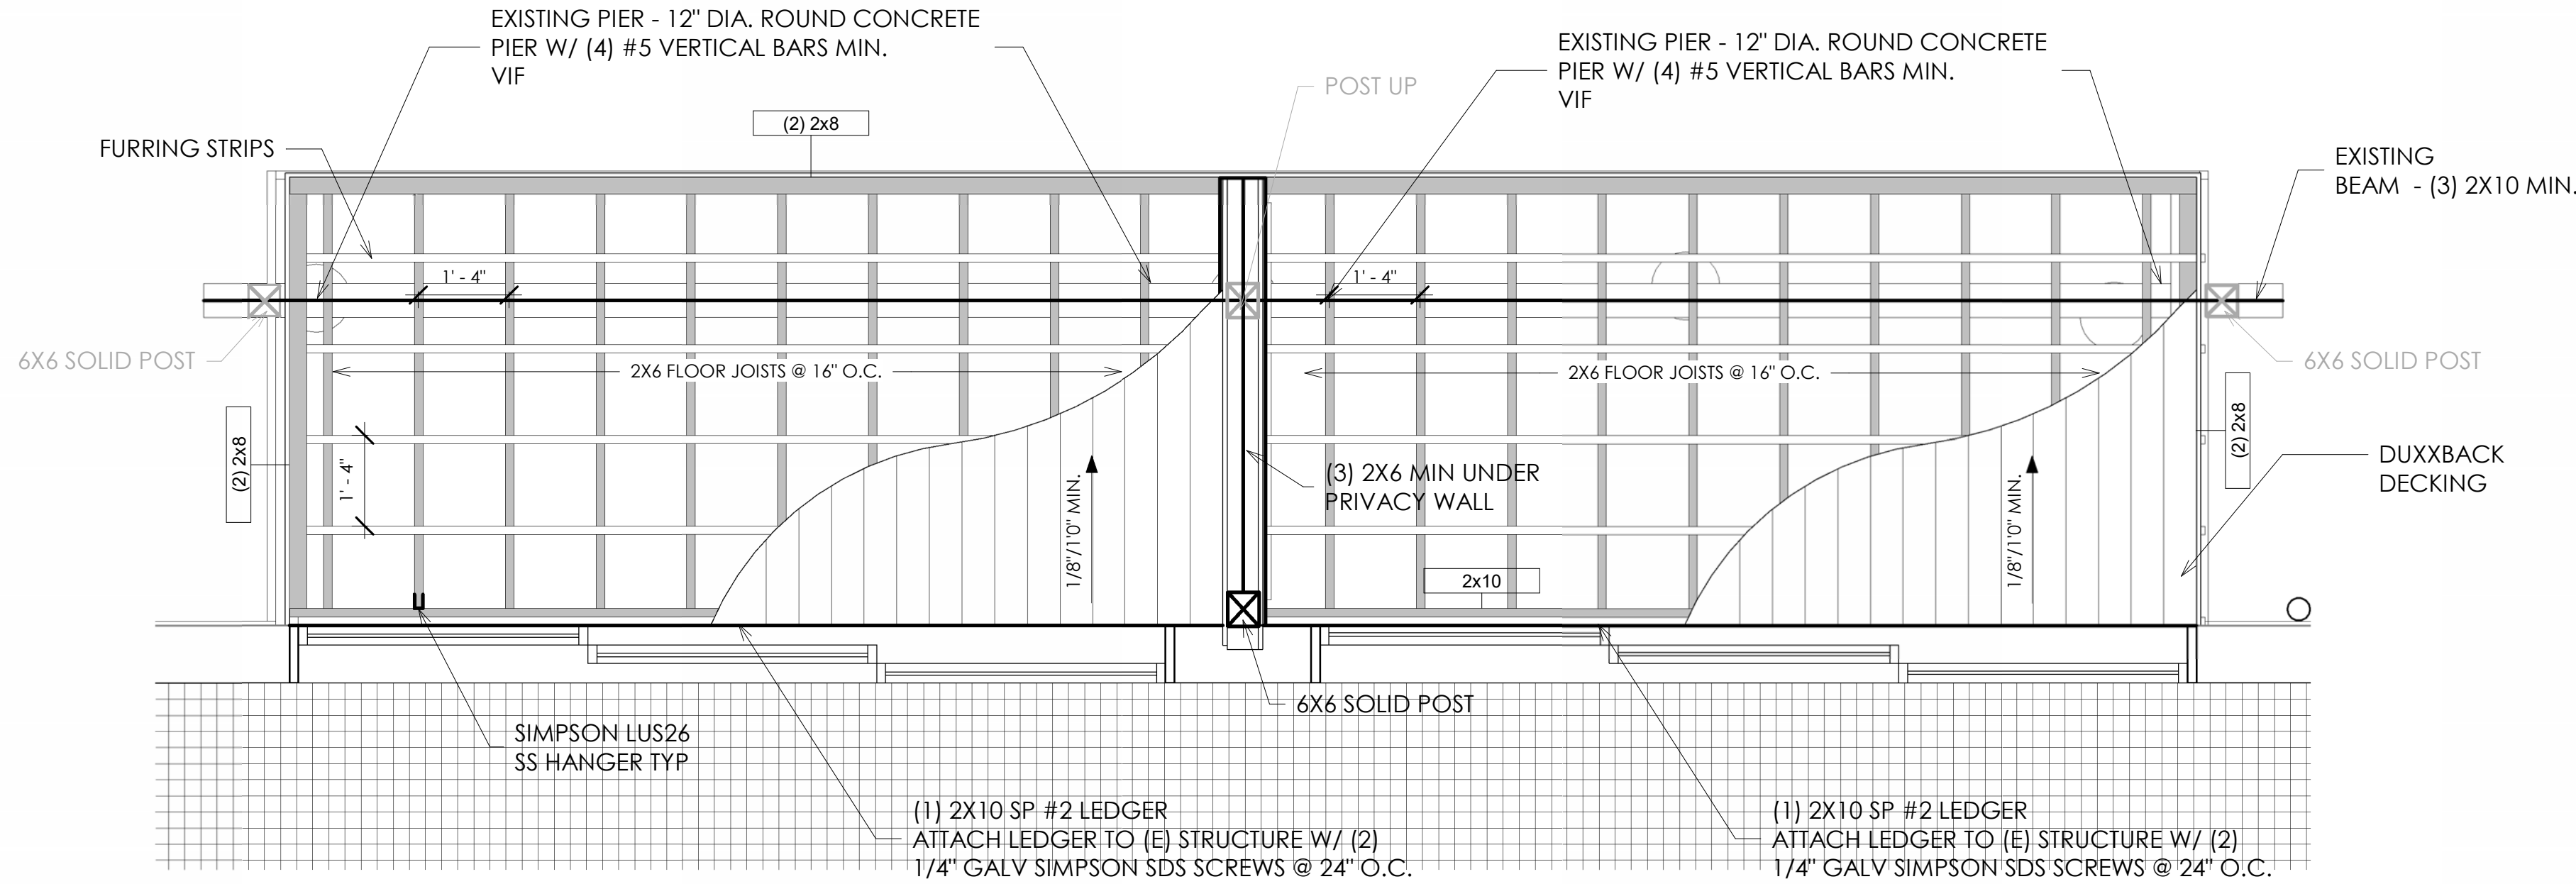 EXISTING PIER - 12" DIA. ROUND CONCRETE
PIER W/ (4) #5 VERTICAL BARS MIN.
VIF
EXISTING PIER - 12" DIA. ROUND CONCRETE
PIER W/ (4) #5 VERTICAL BARS MIN.
VIF
POST UP
(2) 2x8
FURRING STRIPS
EXISTING
BEAM - (3) 2X10 MIN.
1' - 4"
1' - 4"
6X6 SOLID POST
2X6 FLOOR JOISTS @ 16" O.C.
2X6 FLOOR JOISTS @ 16" O.C.
6X6 SOLID POST
(2) 2x8
1' - 4"
1/8"/1'0" MIN.
(3) 2X6 MIN UNDER
PRIVACY WALL
1/8"/1'0" MIN.
(2) 2x8
DUXXBACK
DECKING
2x10
6X6 SOLID POST
SIMPSON LUS26
SS HANGER TYP
(1) 2X10 SP #2 LEDGER
ATTACH LEDGER TO (E) STRUCTURE W/ (2)
1/4" GALV SIMPSON SDS SCREWS @ 24" O.C.
(1) 2X10 SP #2 LEDGER
ATTACH LEDGER TO (E) STRUCTURE W/ (2)
1/4" GALV SIMPSON SDS SCREWS @ 24" O.C.